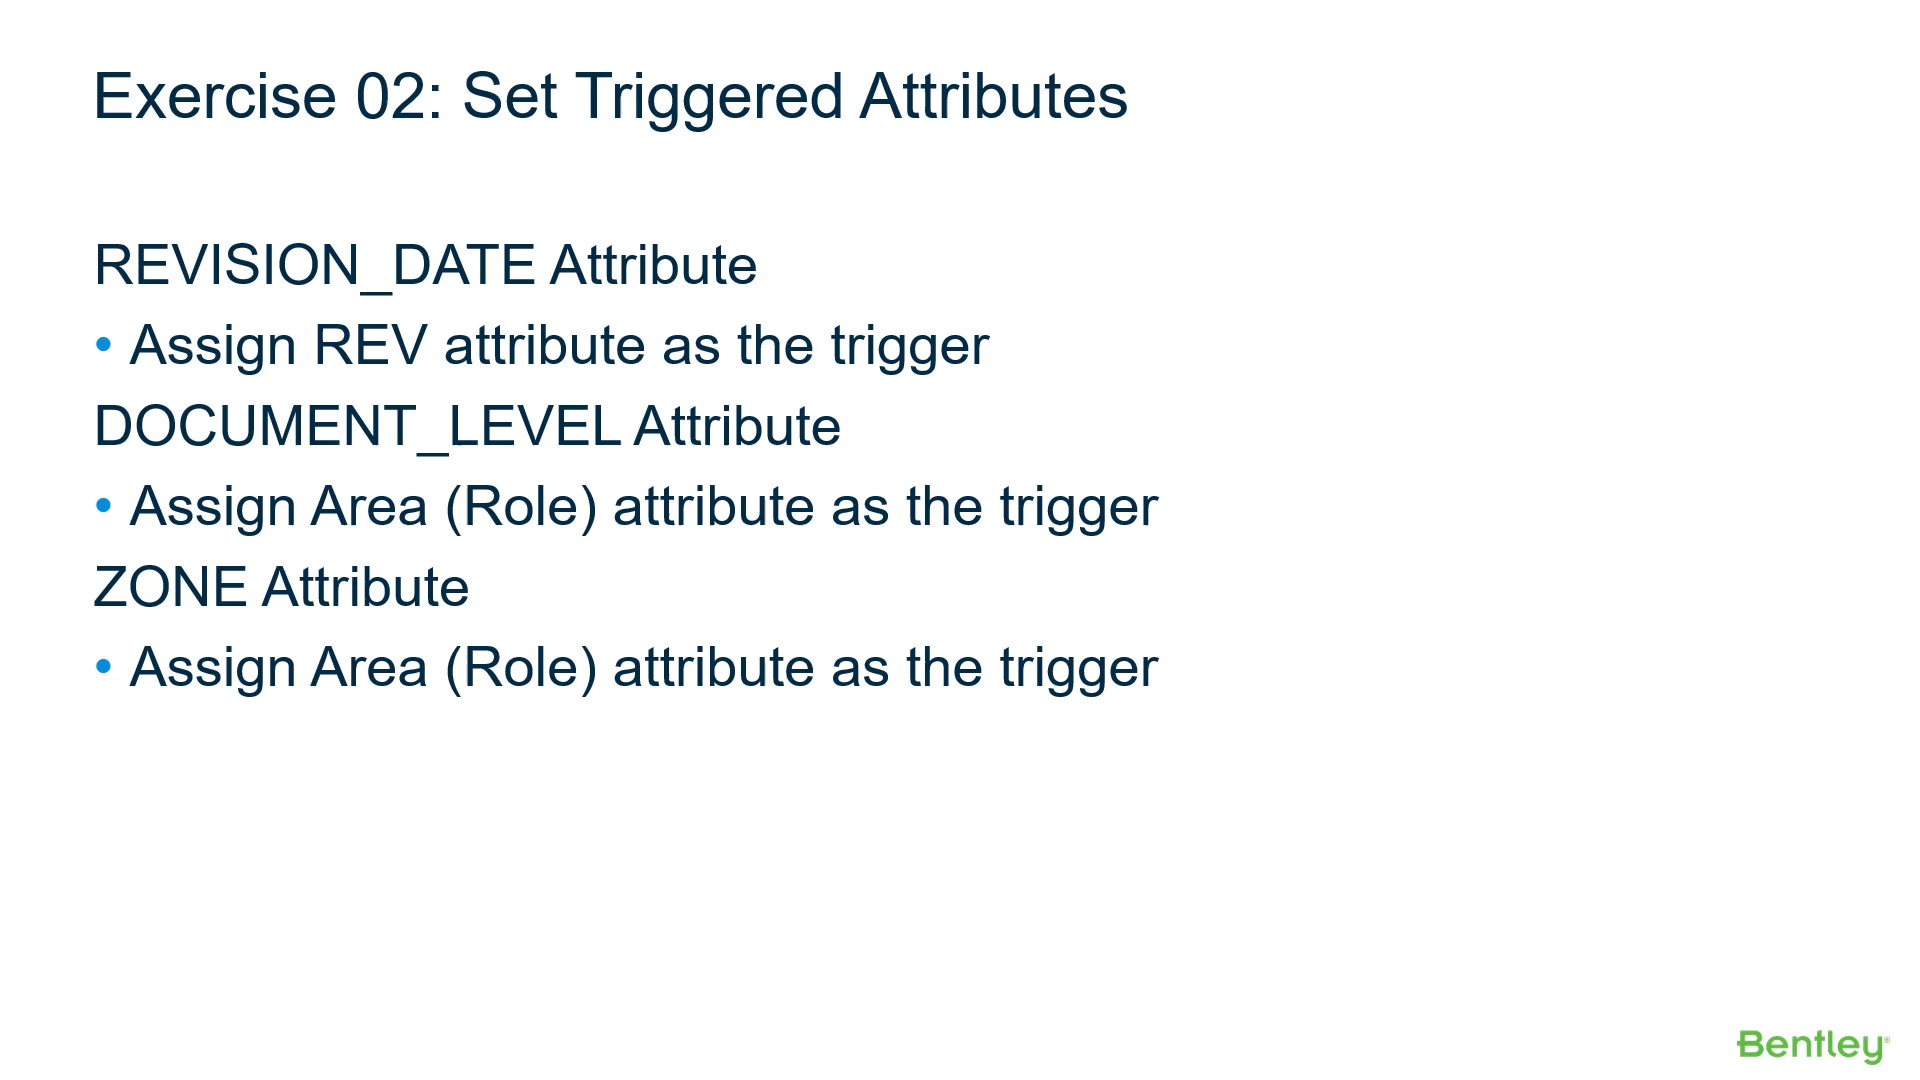 Exercise 02: Set Triggered Attributes
REVISION_DATE Attribute
• Assign REV attribute as the trigger
DOCUMENT_LEVEL Attribute
• Assign Area (Role) attribute as the trigger
ZONE Attribute
• Assign Area (Role) attribute as the trigger
Bentley®